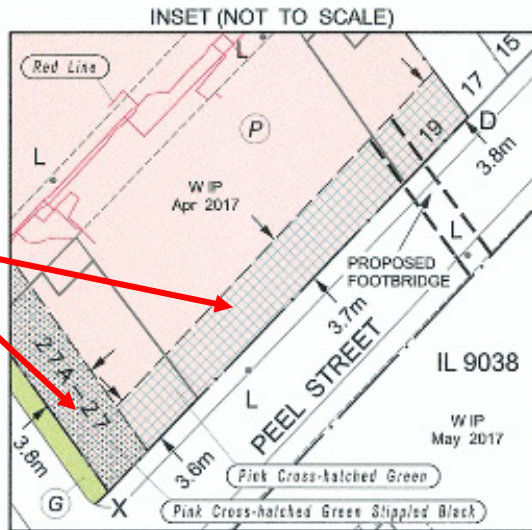 INSET (NOT TO SCALE)
Red Line
L
15
17
L
P
D
19
3.8m
W IP
Apr 2017
L
PROPOSED
FOOTBRIDGE
3.7m
27A - 27
PEEL STREET
IL 9038
3.8m
L
W IP
May 2017
3.6m
Pink Cross-hatched Green
G
X
Pink Cross-hatched Green Stippled Black